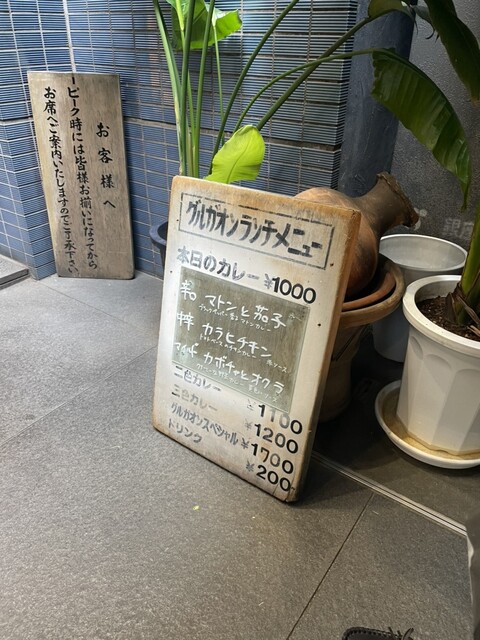 お客様へ
ーピーク時には皆様お揃いになってから
お席へご案内いたしますのでご了承下さい
グルガオンランチメニュー
本日のカレー ¥1000
マトンと茄子
中辛 カラヒチキン
マイルド カボチャとオクラ
二色カレー ¥1100
三色カレー ¥1200
グルガオンスペシャル ¥1700
ドリンク ¥200